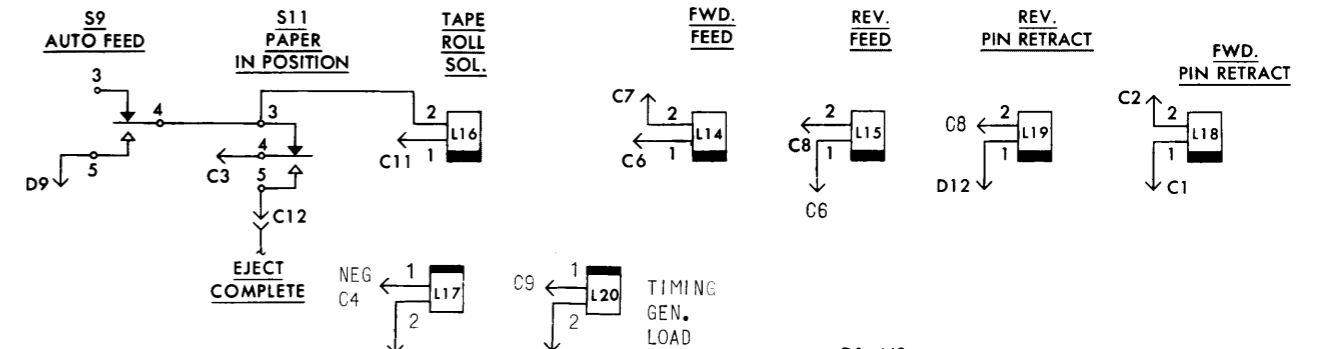 S9
AUTO FEED
S11
PAPER
IN POSITION
TAPE
ROLL
SOL.
FWD.
FEED
REV.
FEED
REV.
PIN RETRACT
FWD.
PIN RETRACT
3
4
5
D9
3
4
5
C3
C12
EJECT
COMPLETE
2
L16
1
C11
C7
2
L14
1
C6
2
L15
C8
1
C6
C8
2
L19
1
D12
C2
2
L18
1
C1
NEG
C4
1
L17
2
C9
1
L20
2
TIMING
GEN.
LOAD